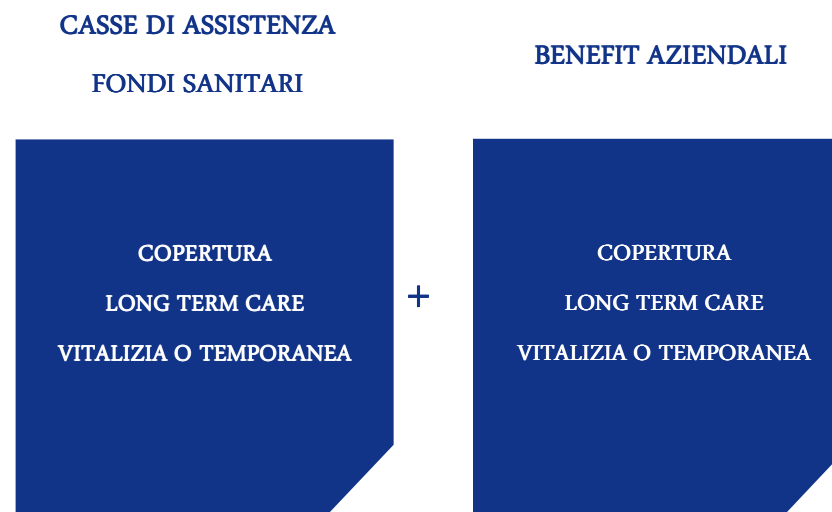 CASSE DI ASSISTENZA
FONDI SANITARI
BENEFIT AZIENDALI
COPERTURA
LONG TERM CARE
VITALIZIA O TEMPORANEA
+
COPERTURA
LONG TERM CARE
VITALIZIA O TEMPORANEA